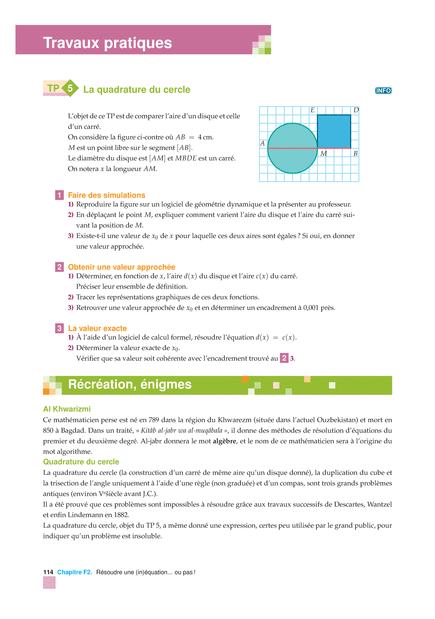 Travaux pratiques
TP 5 La quadrature du cercle
INFO
L'objet de ce TP est de comparer l'aire d'un disque et celle
d'un carré.
On considère la figure ci-contre où AB = 4 cm.
M est un point libre sur le segment [AB].
Le diamètre du disque est [AM] et MBDE est un carré.
On notera x la longueur AM.
E D
A
M B
1 Faire des simulations
1) Reproduire la figure sur un logiciel de géométrie dynamique et la présenter au professeur.
2) En déplaçant le point M, expliquer comment varient l'aire du disque et l'aire du carré sui-
vant la position de M.
3) Existe-t-il une valeur de x₀ de x pour laquelle ces deux aires sont égales ? Si oui, en donner
une valeur approchée.
2 Obtenir une valeur approchée
1) Déterminer, en fonction de x, l'aire d(x) du disque et l'aire c(x) du carré.
Préciser leur ensemble de définition.
2) Tracer les représentations graphiques de ces deux fonctions.
3) Retrouver une valeur approchée de x₀ et en déterminer un encadrement à 0,001 près.
3 La valeur exacte
1) À l'aide d'un logiciel de calcul formel, résoudre l'équation d(x) = c(x).
2) Déterminer la valeur exacte de x₀.
Vérifier que sa valeur soit cohérente avec l'encadrement trouvé au 2 3.
Récréation, énigmes
Al Khwarizmi
Ce mathématicien perse est né en 789 dans la région du Khwarezm (située dans l'actuel Ouzbekistan) et mort en
850 à Bagdad. Dans un traité, « Kitâb al-jabr wa al-muqâbala », il donne des méthodes de résolution d'équations du
premier et du deuxième degré. Al-jabr donnera le mot algèbre, et le nom de ce mathématicien sera à l'origine du
mot algorithme.
Quadrature du cercle
La quadrature du cercle (la construction d'un carré de même aire qu'un disque donné), la duplication du cube et
la trisection de l'angle uniquement à l'aide d'une règle (non graduée) et d'un compas, sont trois grands problèmes
antiques (environ Vᵉsiècle avant J.C.).
Il a été prouvé que ces problèmes sont impossibles à résoudre grâce aux travaux successifs de Descartes, Wantzel
et enfin Lindemann en 1882.
La quadrature du cercle, objet du TP 5, a même donné une expression, certes peu utilisée par le grand public, pour
indiquer qu'un problème est insoluble.
114 Chapitre F2. Résoudre une (in)équation... ou pas !